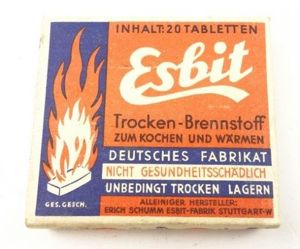 INHALT: 20 TABLETTEN
Esbit
Trocken-Brennstoff
ZUM KOCHEN UND WÄRMEN
DEUTSCHES FABRIKAT
NICHT GESUNDHEITSSCHÄDLICH
UNBEDINGT TROCKEN LAGERN
GES. GESCH.
ALLEINIGER HERSTELLER:
ERICH SCHUMM ESBIT-FABRIK STUTTGART-W